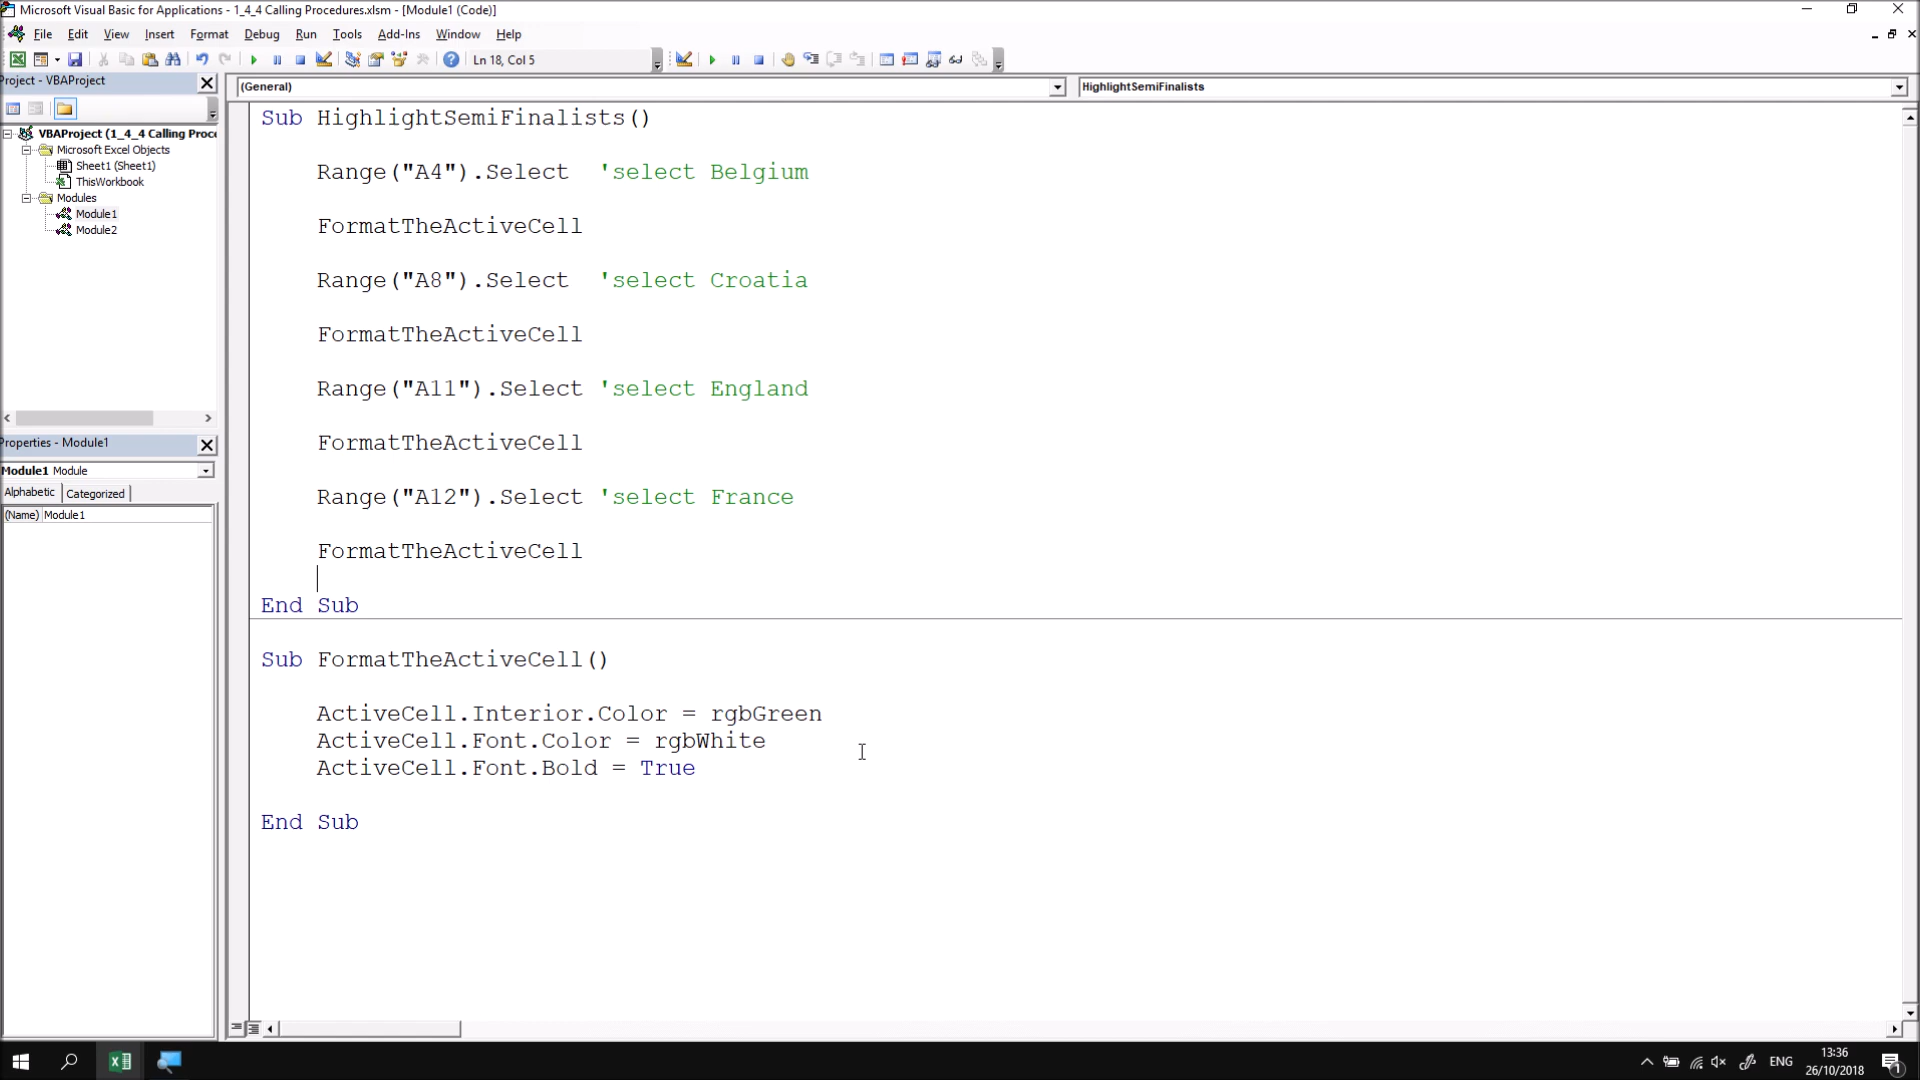 Microsoft Visual Basic for Applications - 1_4_4 Calling Procedures.xlsm - [Module1 (Code)]
File Edit View Insert Format Debug Run Tools Add-Ins Window Help
Ln 18, Col 5
Project - VBAProject
(General)
HighlightSemiFinalists
VBAProject (1_4_4 Calling Proce
Microsoft Excel Objects
Sheet1 (Sheet1)
ThisWorkbook
Modules
Module1
Module2
Properties - Module1
Module1 Module
Alphabetic Categorized
(Name) Module1
Sub HighlightSemiFinalists()
Range("A4").Select 'select Belgium
FormatTheActiveCell
Range("A8").Select 'select Croatia
FormatTheActiveCell
Range("A11").Select 'select England
FormatTheActiveCell
Range("A12").Select 'select France
FormatTheActiveCell
End Sub
Sub FormatTheActiveCell()
ActiveCell.Interior.Color = rgbGreen
ActiveCell.Font.Color = rgbWhite
ActiveCell.Font.Bold = True
End Sub
ENG
13:36
26/10/2018
1